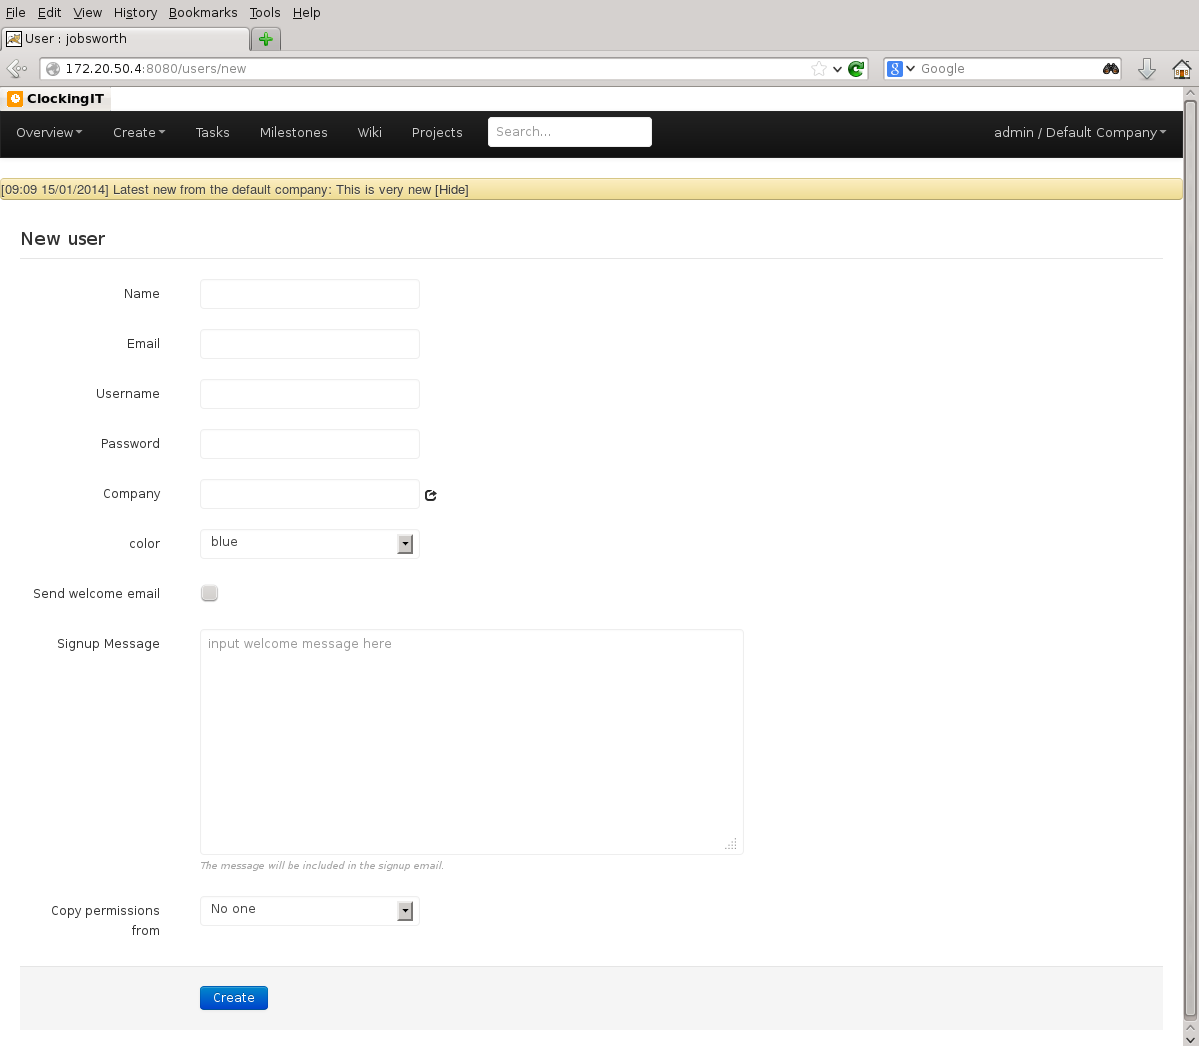 File Edit View History Bookmarks Tools Help
User : jobsworth
172.20.50.4:8080/users/new
Google
ClockingIT
Overview Create Tasks Milestones Wiki Projects Search... admin / Default Company
[09:09 15/01/2014] Latest new from the default company: This is very new [Hide]
New user
Name
Email
Username
Password
Company
color blue
Send welcome email
Signup Message input welcome message here
The message will be included in the signup email.
Copy permissions No one
from
Create